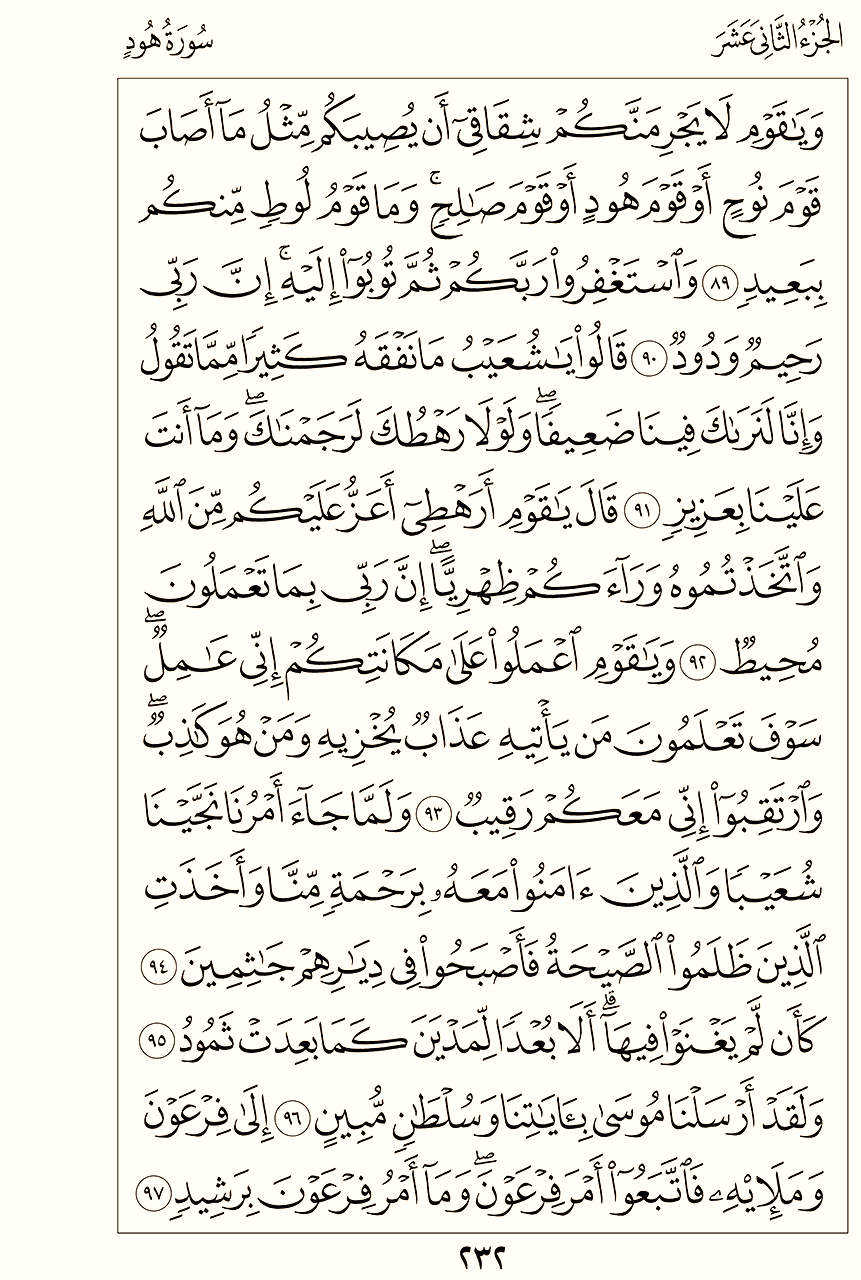 الجُزْءُ الثَّانِي عَشَرَ
سُورَةُ هُودٍ
وَيَٰقَوْمِ لَا يَجْرِمَنَّكُمْ شِقَاقِيٓ أَن يُصِيبَكُم مِّثْلُ مَآ أَصَابَ
قَوْمَ نُوحٍ أَوْ قَوْمَ هُودٍ أَوْ قَوْمَ صَٰلِحٍۚ وَمَا قَوْمُ لُوطٍ مِّنكُم
بِبَعِيدٍ ٨٩ وَٱسْتَغْفِرُوا۟ رَبَّكُمْ ثُمَّ تُوبُوٓا۟ إِلَيْهِۚ إِنَّ رَبِّي
رَحِيمٌ وَدُودٌ ٩٠ قَالُوا۟ يَٰشُعَيْبُ مَا نَفْقَهُ كَثِيرًا مِّمَّا تَقُولُ
وَإِنَّا لَنَرَىٰكَ فِينَا ضَعِيفًاۖ وَلَوْلَا رَهْطُكَ لَرَجَمْنَٰكَۖ وَمَآ أَنتَ
عَلَيْنَا بِعَزِيزٍ ٩١ قَالَ يَٰقَوْمِ أَرَهْطِيٓ أَعَزُّ عَلَيْكُم مِّنَ ٱللَّهِ
وَٱتَّخَذْتُمُوهُ وَرَآءَكُمْ ظِهْرِيًّاۖ إِنَّ رَبِّي بِمَا تَعْمَلُونَ
مُحِيطٌ ٩٢ وَيَٰقَوْمِ ٱعْمَلُوا۟ عَلَىٰ مَكَانَتِكُمْ إِنِّي عَٰمِلٌۖ
سَوْفَ تَعْلَمُونَ مَن يَأْتِيهِ عَذَابٌ يُخْزِيهِ وَمَنْ هُوَ كَٰذِبٌۖ
وَٱرْتَقِبُوٓا۟ إِنِّي مَعَكُمْ رَقِيبٌ ٩٣ وَلَمَّا جَآءَ أَمْرُنَا نَجَّيْنَا
شُعَيْبًا وَٱلَّذِينَ ءَامَنُوا۟ مَعَهُۥ بِرَحْمَةٍ مِّنَّا وَأَخَذَتِ
ٱلَّذِينَ ظَلَمُوا۟ ٱلصَّيْحَةُ فَأَصْبَحُوا۟ فِي دِيَٰرِهِمْ جَٰثِمِينَ ٩٤
كَأَن لَّمْ يَغْنَوْا۟ فِيهَآۗ أَلَا بُعْدًا لِّمَدْيَنَ كَمَا بَعِدَتْ ثَمُودُ ٩٥
وَلَقَدْ أَرْسَلْنَا مُوسَىٰ بِـَٔايَٰتِنَا وَسُلْطَٰنٍ مُّبِينٍ ٩٦ إِلَىٰ فِرْعَوْنَ
وَمَلَإِي۟هِۦ فَٱتَّبَعُوٓا۟ أَمْرَ فِرْعَوْنَۖ وَمَآ أَمْرُ فِرْعَوْنَ بِرَشِيدٍ ٩٧
٢٣٢